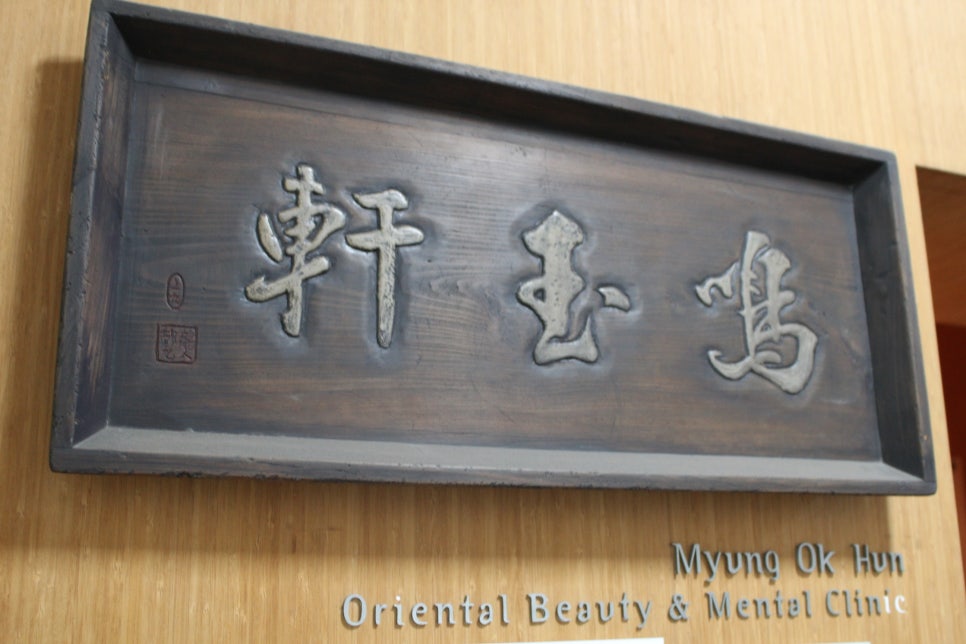 鳴玉軒
Myung Ok Hun
Oriental Beauty & Mental Clinic